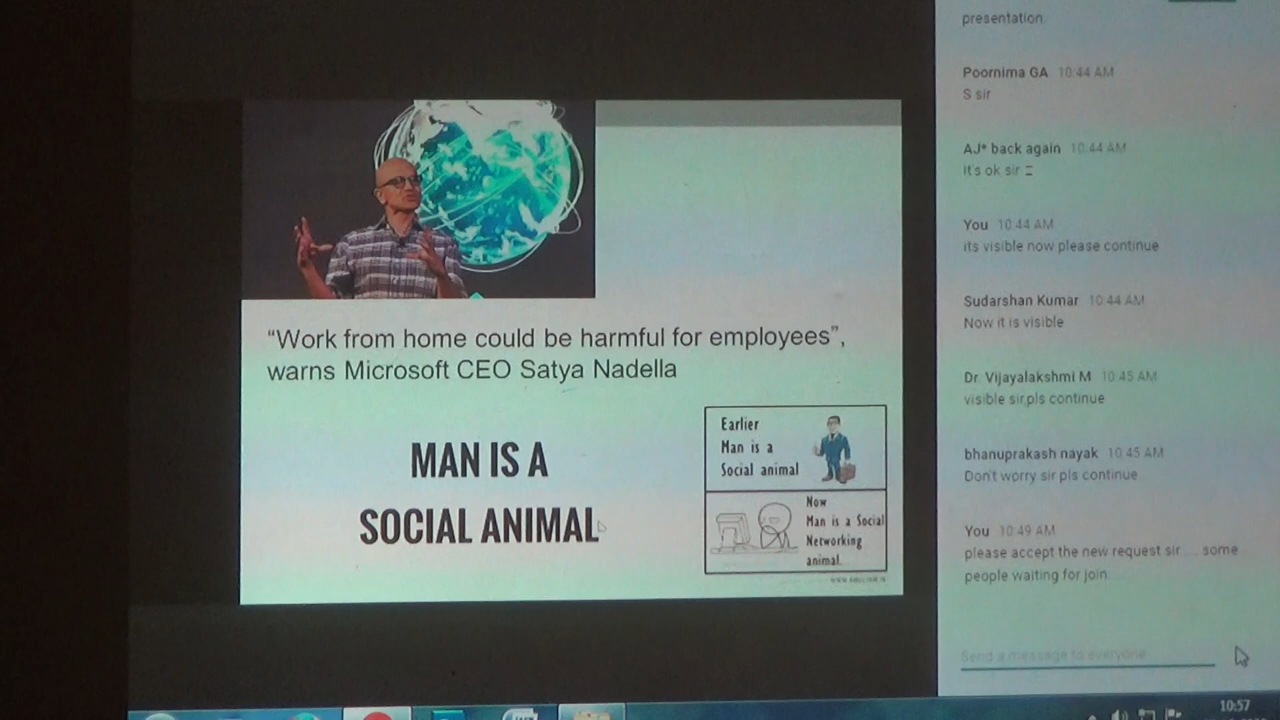 “Work from home could be harmful for employees”,
warns Microsoft CEO Satya Nadella
MAN IS A
SOCIAL ANIMAL
Earlier
Man is a
Social animal
Now
Man is a Social
Networking
animal.
presentation.
Poornima GA 10:44 AM
S sir
AJ* back again 10:44 AM
it's ok sir
You 10:44 AM
its visible now please continue
Sudarshan Kumar 10:44 AM
Now it is visible
Dr. Vijayalakshmi M 10:45 AM
visible sir,pls continue
bhanuprakash nayak 10:45 AM
Don't worry sir pls continue
You 10:49 AM
please accept the new request sir .... some
people waiting for join
Send a message to everyone
10:57